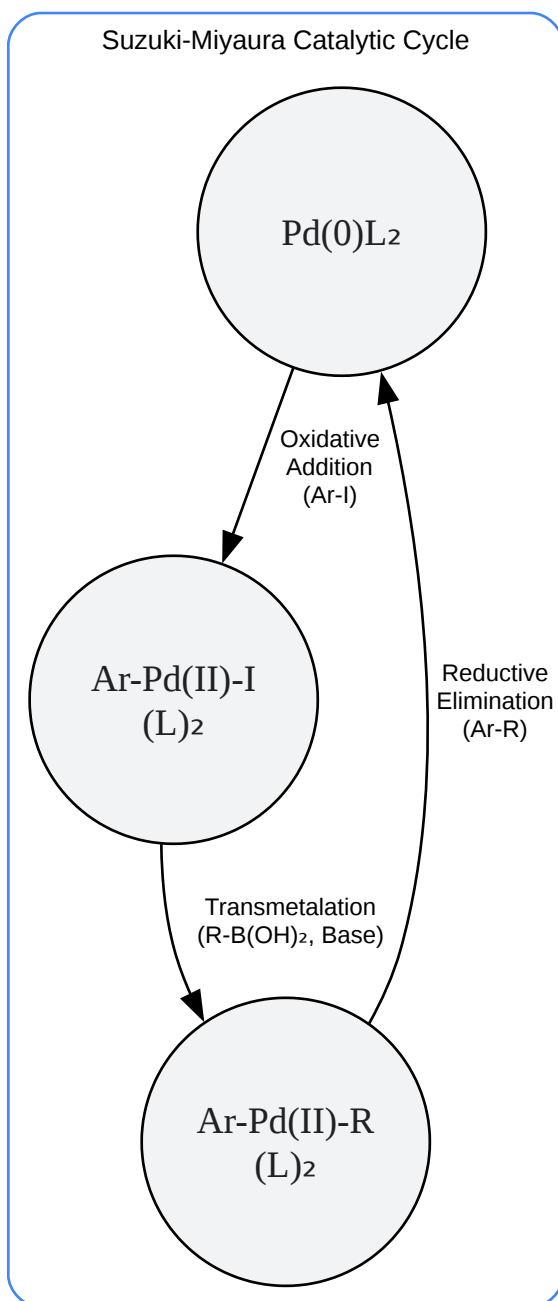 Suzuki-Miyaura Catalytic Cycle
Pd(0)L₂
Oxidative
Addition
(Ar-I)
Ar-Pd(II)-I
(L)₂
Reductive
Elimination
(Ar-R)
Transmetalation
(R-B(OH)₂, Base)
Ar-Pd(II)-R
(L)₂